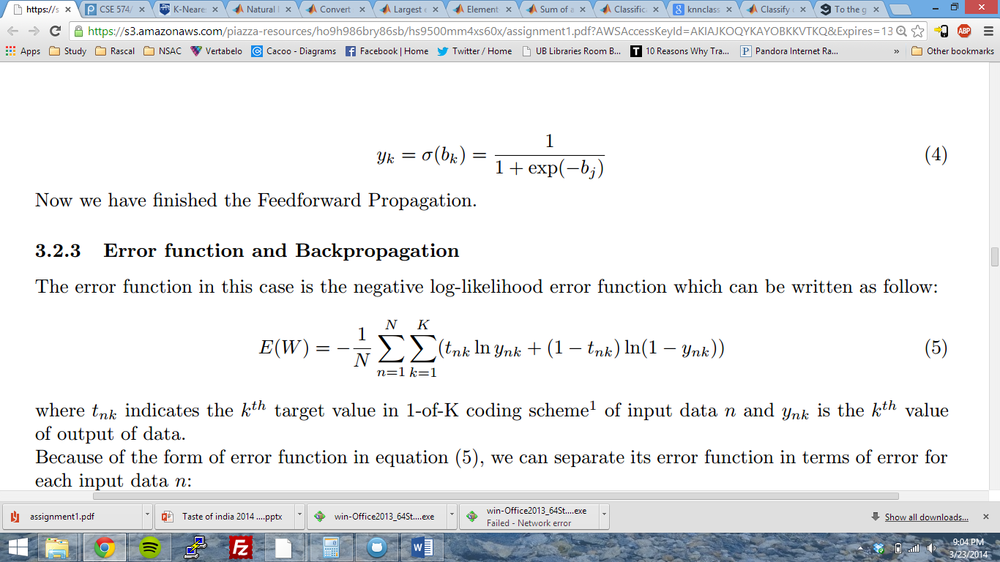 https://s
CSE 574/
K-Neare
Natural
Convert
Largest
Element
Sum of a
Classific
knnclass
Classify
To the g
https://s3.amazonaws.com/piazza-resources/ho9h986bry86sb/hs9500mm4xs60x/assignment1.pdf?AWSAccessKeyId=AKIAJKOQYKAYOBKKVTKQ&Expires=13
ABP
Apps Study Rascal NSAC Vertabelo Cacoo - Diagrams Facebook | Home Twitter / Home UB Libraries Room B... 10 Reasons Why Tra... Pandora Internet Ra... » Other bookmarks
y_k = σ(b_k) = 1 / (1 + exp(−b_j)) (4)
Now we have finished the Feedforward Propagation.
3.2.3 Error function and Backpropagation
The error function in this case is the negative log-likelihood error function which can be written as follow:
E(W) = −1/N ∑_{n=1}^{N} ∑_{k=1}^{K} (t_{nk} ln y_{nk} + (1 − t_{nk}) ln(1 − y_{nk})) (5)
where t_{nk} indicates the k^{th} target value in 1-of-K coding scheme¹ of input data n and y_{nk} is the k^{th} value
of output of data.
Because of the form of error function in equation (5), we can separate its error function in terms of error for
each input data n:
assignment1.pdf
Taste of india 2014 ....pptx
win-Office2013_64St....exe
win-Office2013_64St....exe
Failed - Network error
Show all downloads...
9:04 PM
3/23/2014